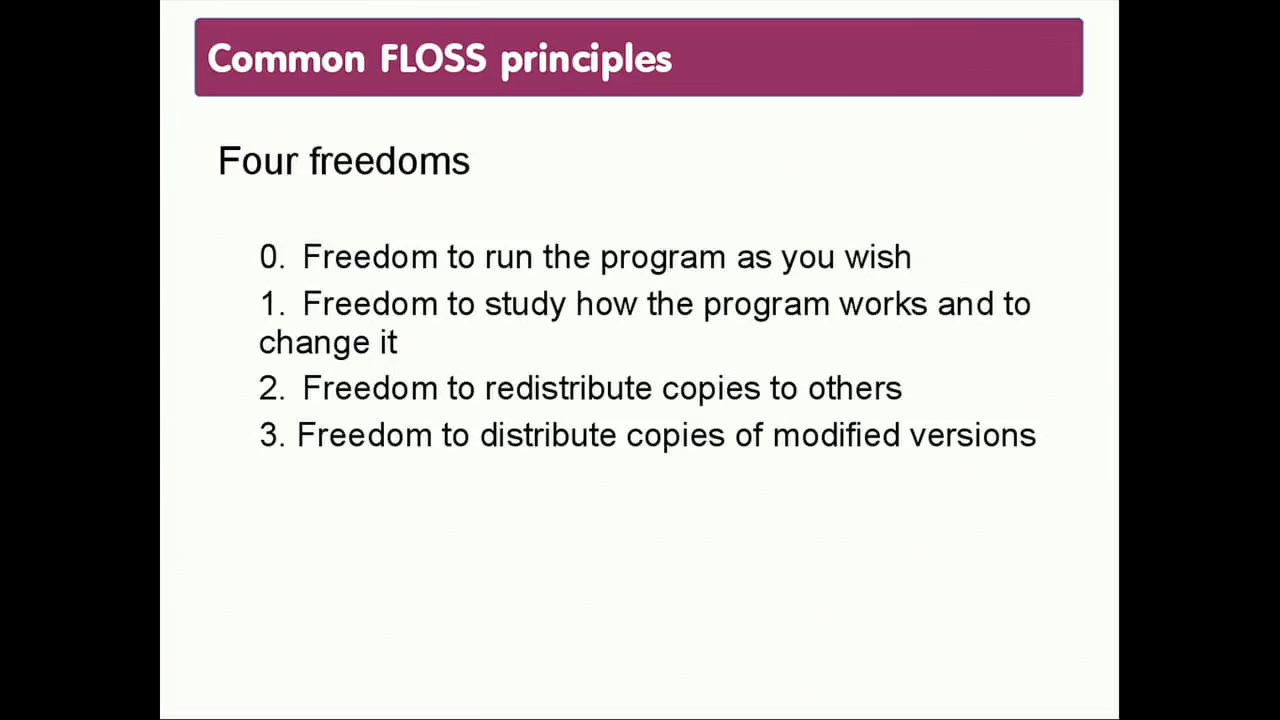 Common FLOSS principles
Four freedoms
0. Freedom to run the program as you wish
1. Freedom to study how the program works and to
change it
2. Freedom to redistribute copies to others
3. Freedom to distribute copies of modified versions